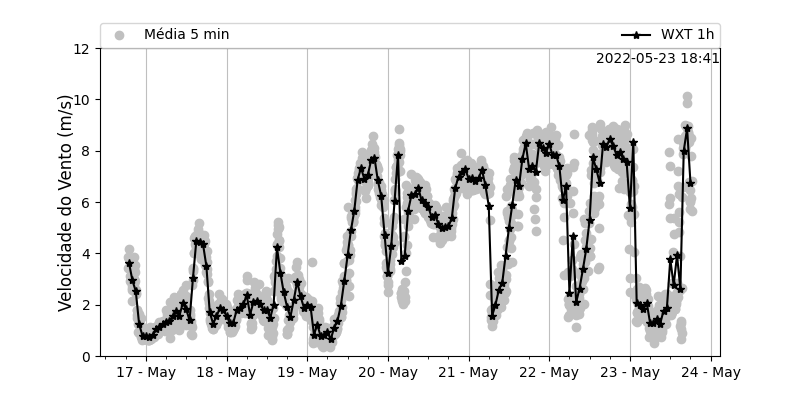 Média 5 min
WXT 1h
2022-05-23 18:41
Velocidade do Vento (m/s)
12
10
8
6
4
2
0
17 - May 18 - May 19 - May 20 - May 21 - May 22 - May 23 - May 24 - May